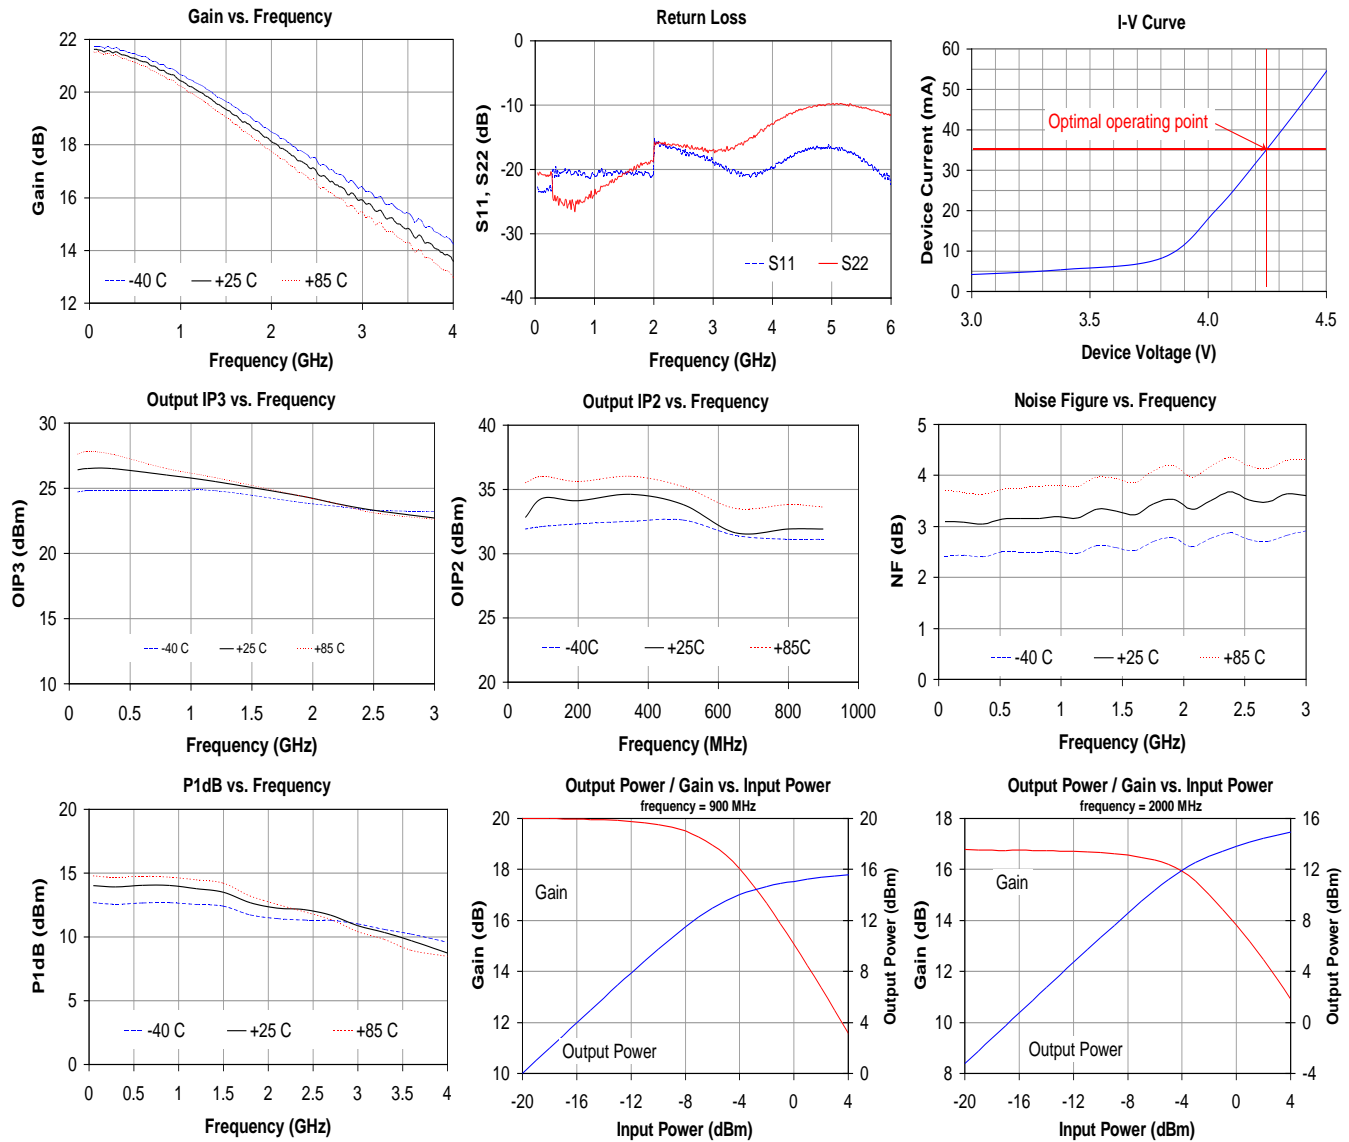 Gain vs. Frequency
Gain (dB)
22
20
18
16
14
12
-40 C
+25 C
+85 C
0
1
2
3
4
Frequency (GHz)
Return Loss
S11, S22 (dB)
0
-10
-20
-30
-40
S11
S22
0
1
2
3
4
5
6
Frequency (GHz)
I-V Curve
Device Current (mA)
60
50
40
30
20
10
0
Optimal operating point
3.0
3.5
4.0
4.5
Device Voltage (V)
Output IP3 vs. Frequency
OIP3 (dBm)
30
25
20
15
10
-40 C
+25 C
+85 C
0
0.5
1
1.5
2
2.5
3
Frequency (GHz)
Output IP2 vs. Frequency
OIP2 (dBm)
40
35
30
25
20
-40C
+25C
+85C
0
200
400
600
800
1000
Frequency (MHz)
Noise Figure vs. Frequency
NF (dB)
5
4
3
2
1
0
-40 C
+25 C
+85 C
0
0.5
1
1.5
2
2.5
3
Frequency (GHz)
P1dB vs. Frequency
P1dB (dBm)
20
15
10
5
0
-40 C
+25 C
+85 C
0
0.5
1
1.5
2
2.5
3
3.5
4
Frequency (GHz)
Output Power / Gain vs. Input Power
frequency = 900 MHz
Gain (dB)
20
18
16
14
12
10
Gain
Output Power
20
16
12
8
4
0
Output Power (dBm)
-20
-16
-12
-8
-4
0
4
Input Power (dBm)
Output Power / Gain vs. Input Power
frequency = 2000 MHz
Gain (dB)
18
16
14
12
10
8
Gain
Output Power
16
12
8
4
0
-4
Output Power (dBm)
-20
-16
-12
-8
-4
0
4
Input Power (dBm)